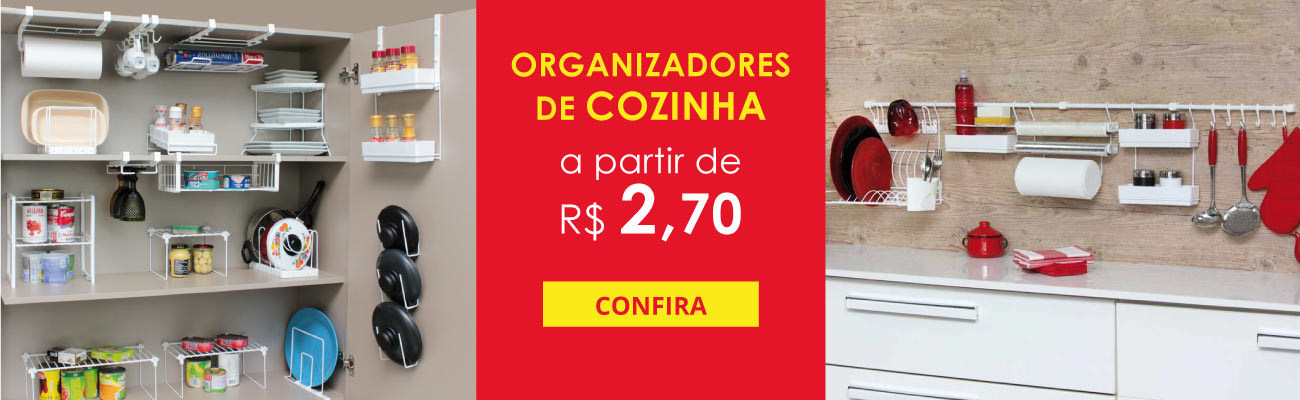 ORGANIZADORES
DE COZINHA
a partir de
R$ 2,70
CONFIRA